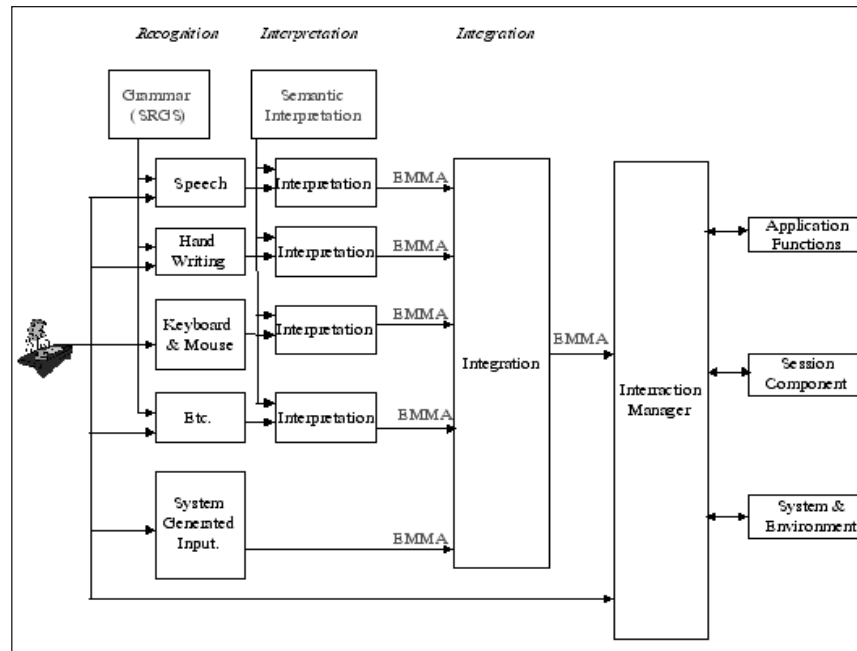 Recognition
Interpretation
Integration
Grammar
(SRGS)
Semantic
Interpretation
Speech
Interpretation
EMMA
Hand
Writing
Interpretation
EMMA
Keyboard
& Mouse
Interpretation
EMMA
Etc.
Interpretation
EMMA
System
Generated
Input.
EMMA
Integration
EMMA
Interraction
Manager
Application
Functions
Session
Component
System &
Environment